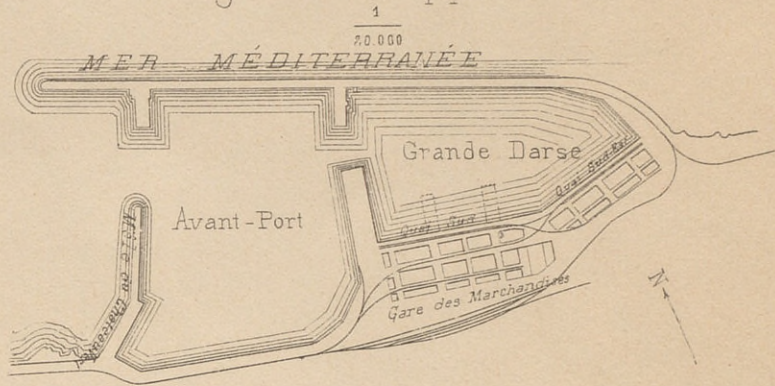 1
20.000
MER MÉDITERRANÉE
Grande Darse
Quai Sud-Est
Avant-Port
Quai Sud
Gare des Marchandises
N